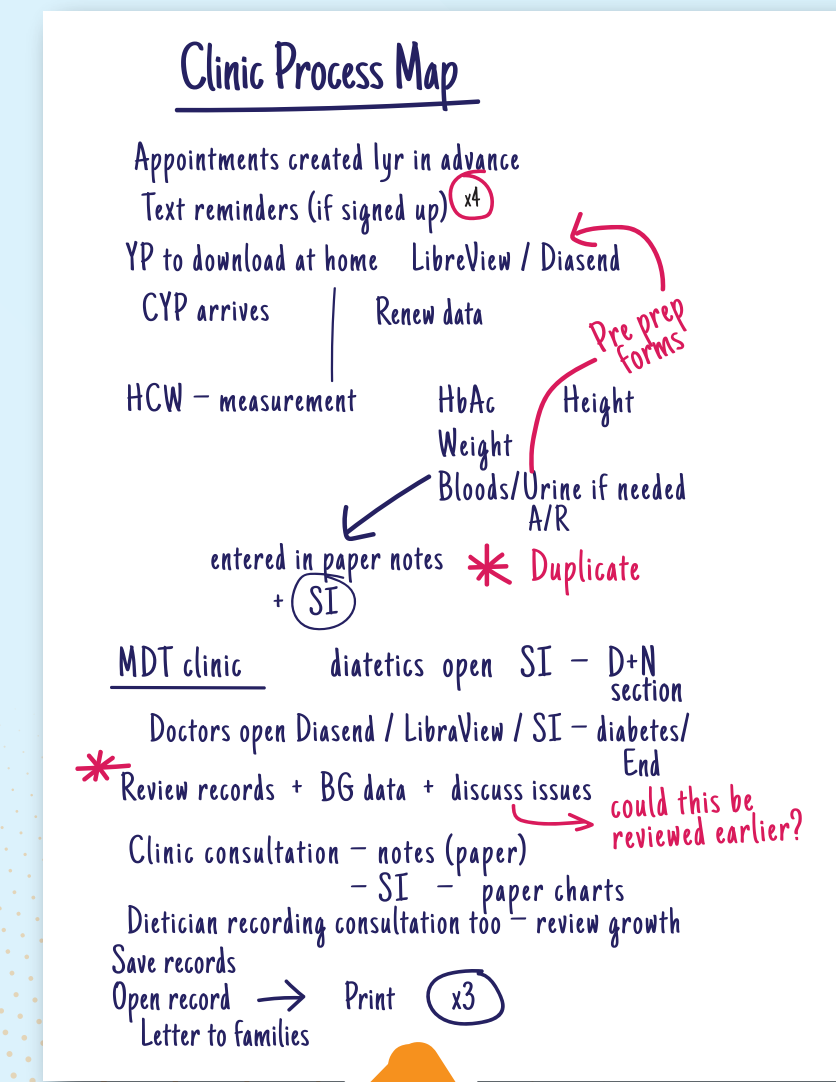 Clinic Process Map
Appointments created 1yr in advance
Text reminders (if signed up) x4
YP to download at home LibreView / Diasend
CYP arrives Renew data
Pre prep
forms
HCW – measurement HbAc Height
Weight
Bloods/Urine if needed
A/R
entered in paper notes * Duplicate
+ SI
MDT clinic diatetics open SI – D+N
section
Doctors open Diasend / LibraView / SI – diabetes/
End
* Review records + BG data + discuss issues
could this be
reviewed earlier?
Clinic consultation – notes (paper)
– SI – paper charts
Dietician recording consultation too – review growth
Save records
Open record → Print x3
Letter to families